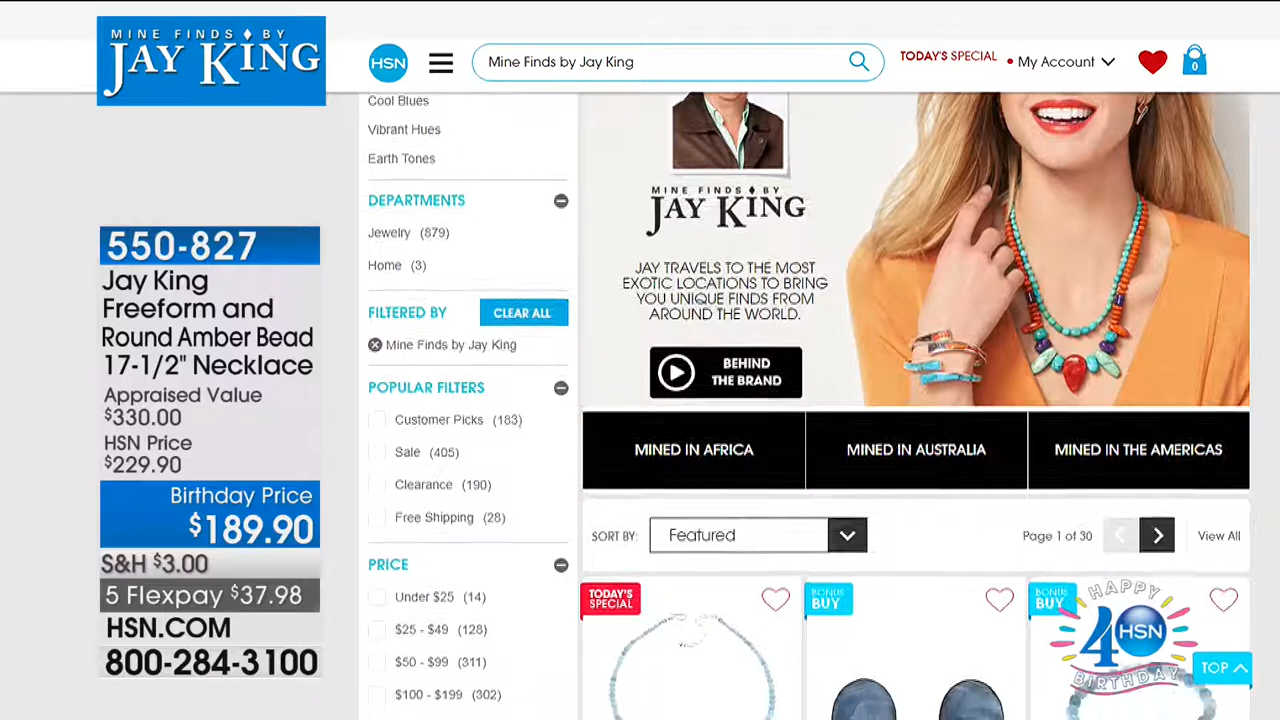 MINE FINDS BY
JAY KING
550-827
Jay King
Freeform and
Round Amber Bead
17-1/2" Necklace
Appraised Value
$330.00
HSN Price
$229.90
Birthday Price
$189.90
S&H $3.00
5 Flexpay $37.98
HSN.COM
800-284-3100
HSN
Mine Finds by Jay King
TODAY'S SPECIAL
My Account
0
Cool Blues
Vibrant Hues
Earth Tones
DEPARTMENTS
Jewelry (879)
Home (3)
FILTERED BY
CLEAR ALL
Mine Finds by Jay King
POPULAR FILTERS
Customer Picks (183)
Sale (405)
Clearance (190)
Free Shipping (28)
PRICE
Under $25 (14)
$25 - $49 (128)
$50 - $99 (311)
$100 - $199 (302)
MINE FINDS BY
JAY KING
JAY TRAVELS TO THE MOST
EXOTIC LOCATIONS TO BRING
YOU UNIQUE FINDS FROM
AROUND THE WORLD.
BEHIND
THE BRAND
MINED IN AFRICA
MINED IN AUSTRALIA
MINED IN THE AMERICAS
SORT BY:
Featured
Page 1 of 30
View All
TODAY'S
SPECIAL
BONUS
BUY
BONUS
BUY
HAPPY
40 HSN
BIRTHDAY
TOP